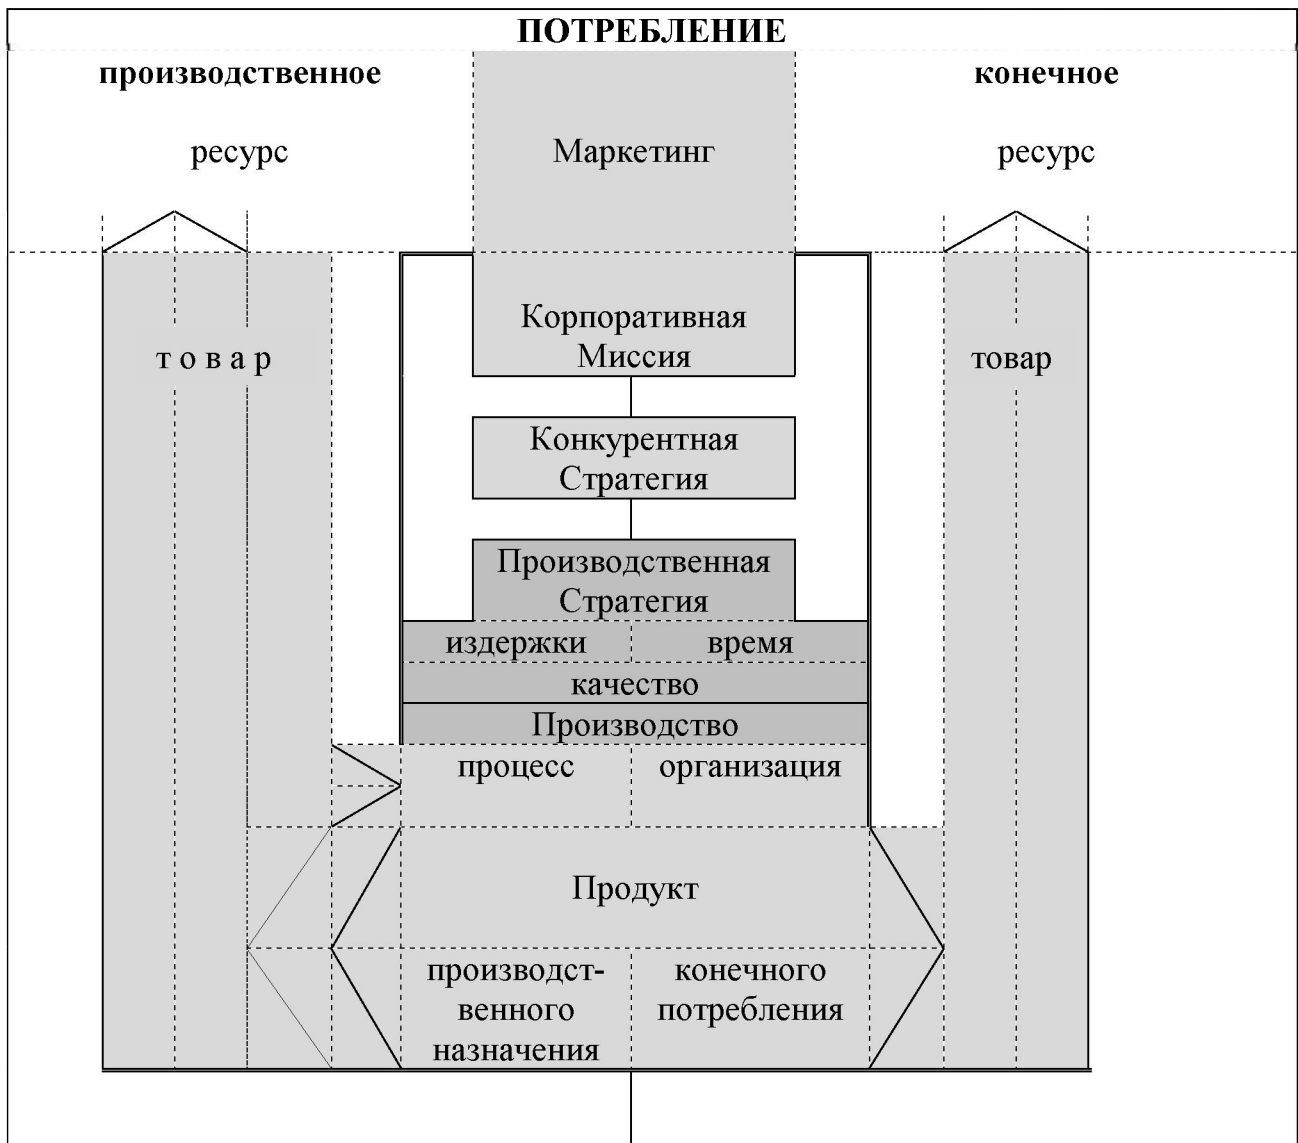 ПОТРЕБЛЕНИЕ
производственное
конечное
ресурс
Маркетинг
ресурс
Корпоративная
Миссия
т о в а р
товар
Конкурентная
Стратегия
Производственная
Стратегия
издержки
время
качество
Производство
процесс
организация
Продукт
производст-
венного
назначения
конечного
потребления